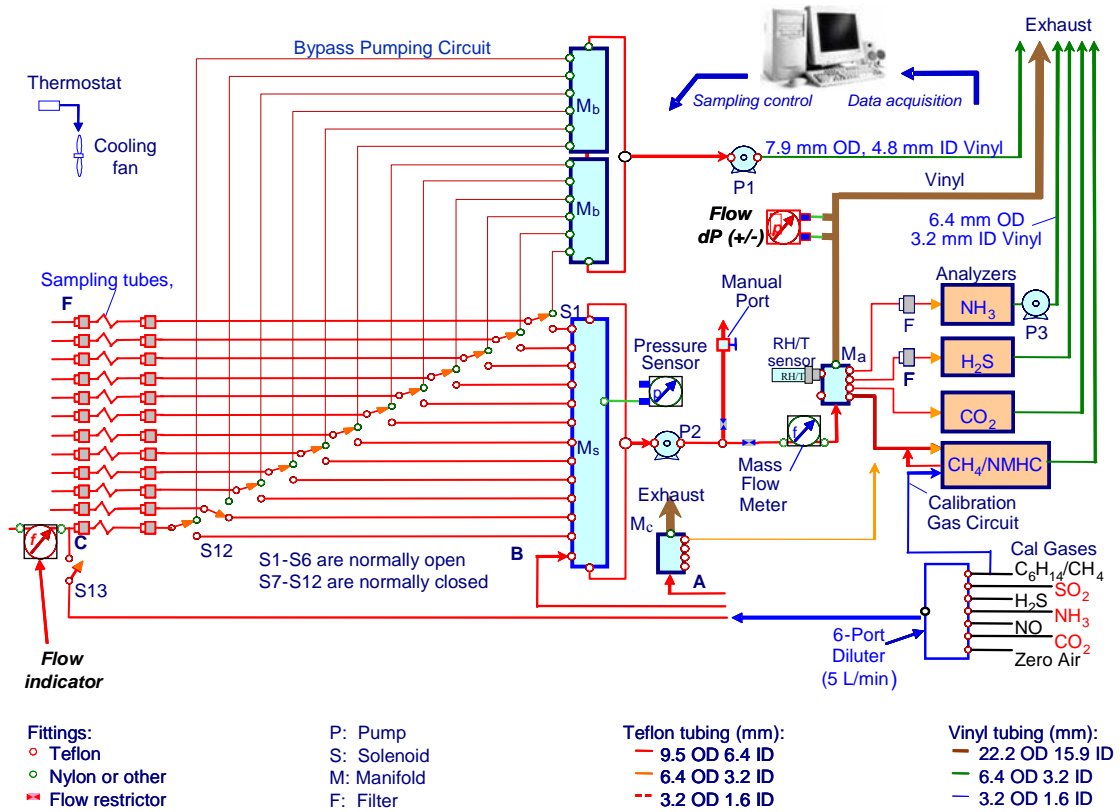 Exhaust
Bypass Pumping Circuit
Thermostat
Cooling
fan
Sampling control
Data acquisition
Mb
7.9 mm OD, 4.8 mm ID Vinyl
P1
Vinyl
Mb
Flow
dP (+/-)
p
6.4 mm OD
3.2 mm ID Vinyl
Sampling tubes,
F
Manual
Port
Analyzers
NH3
P3
F
S1
Pressure
Sensor
p
RH/T
sensor
RH/T
Ma
F
H2S
CO2
Ms
P2
f
Mass
Flow
Meter
CH4/NMHC
Calibration
Gas Circuit
Exhaust
Mc
f
C
S12
S1-S6 are normally open
S7-S12 are normally closed
B
A
S13
Cal Gases
C6H14/CH4
SO2
H2S
NH3
NO
CO2
Zero Air
6-Port
Diluter
(5 L/min)
Flow
indicator
Fittings:
Teflon
Nylon or other
Flow restrictor
P: Pump
S: Solenoid
M: Manifold
F: Filter
Teflon tubing (mm):
9.5 OD 6.4 ID
6.4 OD 3.2 ID
3.2 OD 1.6 ID
Vinyl tubing (mm):
22.2 OD 15.9 ID
6.4 OD 3.2 ID
3.2 OD 1.6 ID